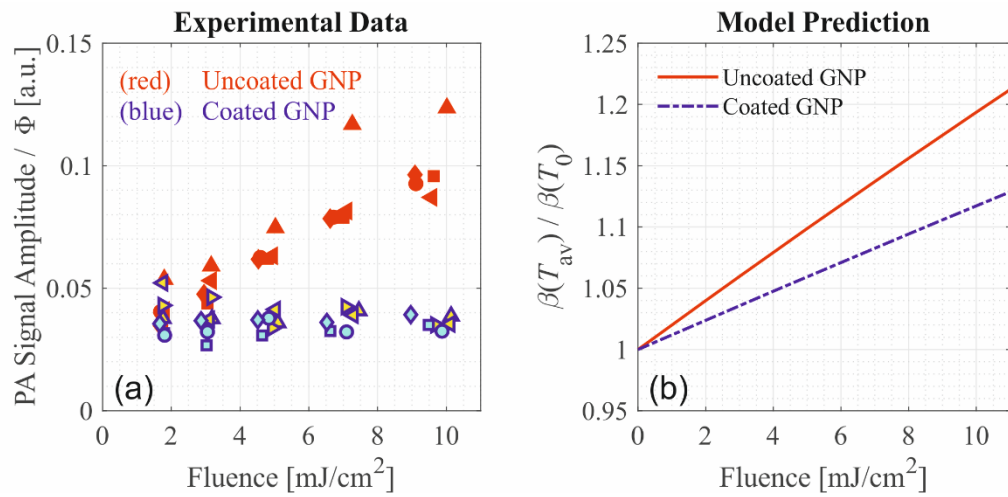 Experimental Data
PA Signal Amplitude / Φ [a.u.]
0.15
0.1
0.05
0
(red) Uncoated GNP
(blue) Coated GNP
(a)
0 2 4 6 8 10
Fluence [mJ/cm²]
Model Prediction
β(T_av) / β(T_0)
1.25
1.2
1.15
1.1
1.05
1
0.95
Uncoated GNP
Coated GNP
(b)
0 2 4 6 8 10
Fluence [mJ/cm²]